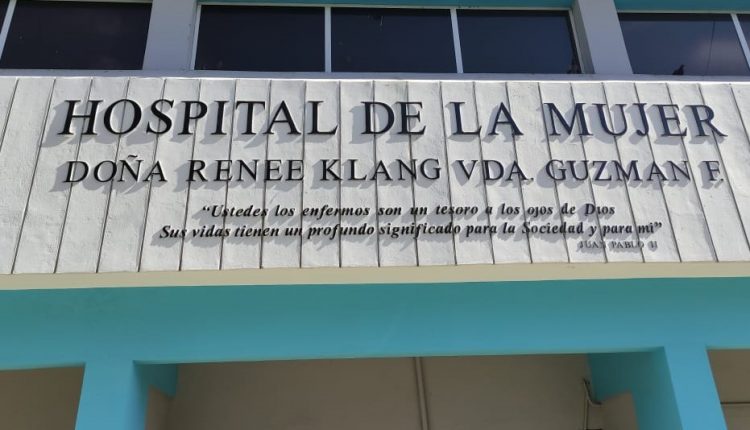 HOSPITAL DE LA MUJER
DOÑA RENEE KLANG VDA. GUZMAN F.
"Ustedes los enfermos son un tesoro a los ojos de Dios
Sus vidas tienen un profundo significado para la Sociedad y para mi"
JUAN PABLO II